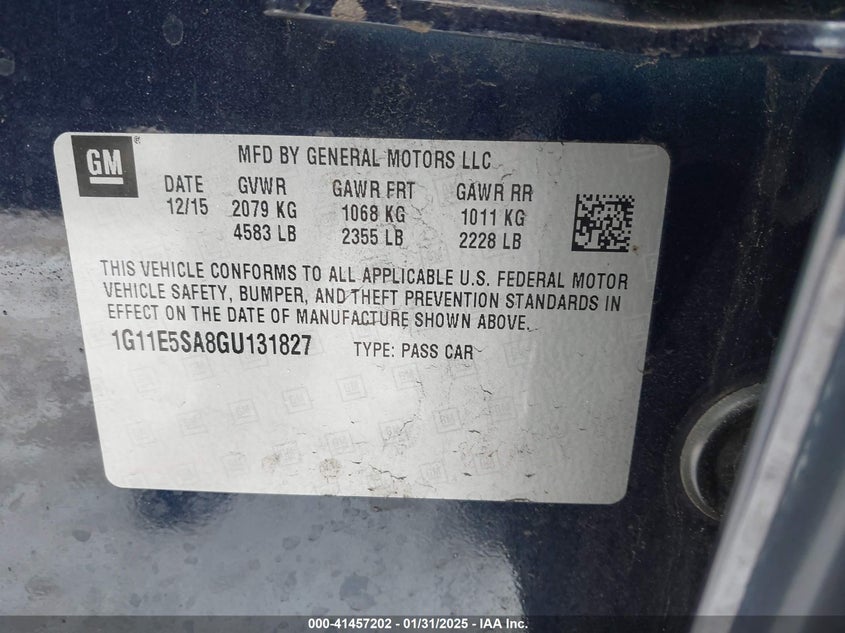 GM
MFD BY GENERAL MOTORS LLC
DATE GVWR GAWR FRT GAWR RR
12/15 2079 KG 1068 KG 1011 KG
4583 LB 2355 LB 2228 LB
THIS VEHICLE CONFORMS TO ALL APPLICABLE U.S. FEDERAL MOTOR
VEHICLE SAFETY, BUMPER, AND THEFT PREVENTION STANDARDS IN
EFFECT ON THE DATE OF MANUFACTURE SHOWN ABOVE.
1G11E5SA8GU131827 TYPE: PASS CAR
000-41457202 - 01/31/2025 - IAA Inc.